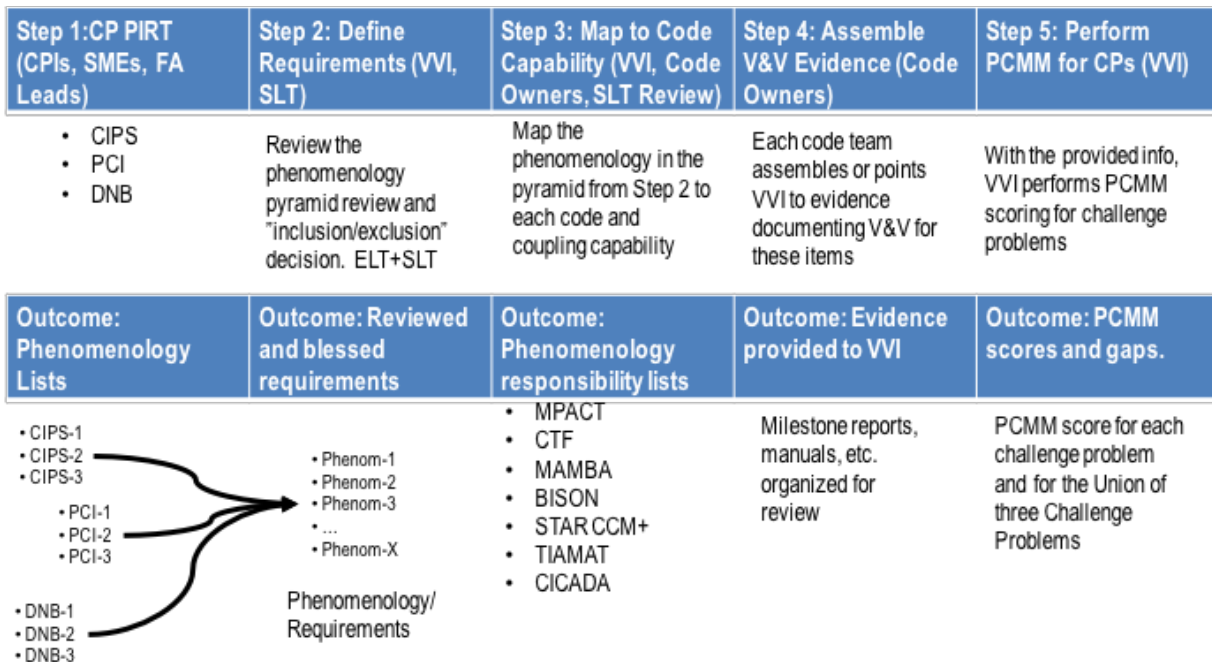 Step 1:CP PIRT
(CPIs, SMEs, FA
Leads)
Step 2: Define
Requirements (VVI,
SLT)
Step 3: Map to Code
Capability (VVI, Code
Owners, SLT Review)
Step 4: Assemble
V&V Evidence (Code
Owners)
Step 5: Perform
PCMM for CPs (VVI)
• CIPS
• PCI
• DNB
Review the
phenomenology
pyramid review and
"inclusion/exclusion"
decision. ELT+SLT
Map the
phenomenology in the
pyramid from Step 2 to
each code and
coupling capability
Each code team
assembles or points
VVI to evidence
documenting V&V for
these items
With the provided info,
VVI performs PCMM
scoring for challenge
problems
Outcome:
Phenomenology
Lists
Outcome: Reviewed
and blessed
requirements
Outcome:
Phenomenology
responsibility lists
Outcome: Evidence
provided to VVI
Outcome: PCMM
scores and gaps.
• CIPS-1
• CIPS-2
• CIPS-3
• PCI-1
• PCI-2
• PCI-3
• DNB-1
• DNB-2
• DNB-3
• Phenom-1
• Phenom-2
• Phenom-3
• ...
• Phenom-X
Phenomenology/
Requirements
• MPACT
• CTF
• MAMBA
• BISON
• STAR CCM+
• TIAMAT
• CICADA
Milestone reports,
manuals, etc.
organized for
review
PCMM score for each
challenge problem
and for the Union of
three Challenge
Problems